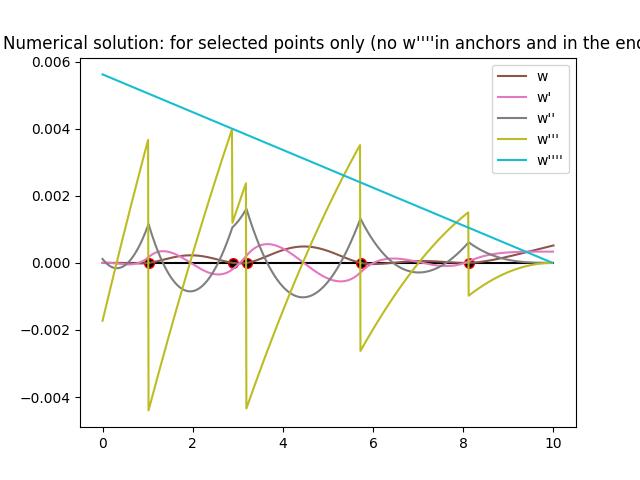 Numerical solution: for selected points only (no w''''in anchors and in the
0.006
0.004
0.002
0.000
−0.002
−0.004
0
2
4
6
8
10
w
w'
w''
w'''
w''''